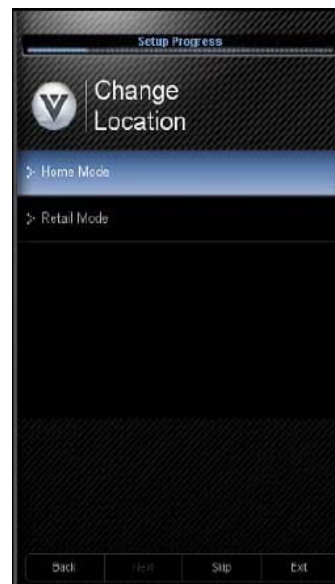 Setup Progress
Change
Location
Home Mode
Retail Mode
Back Next Skip Exit